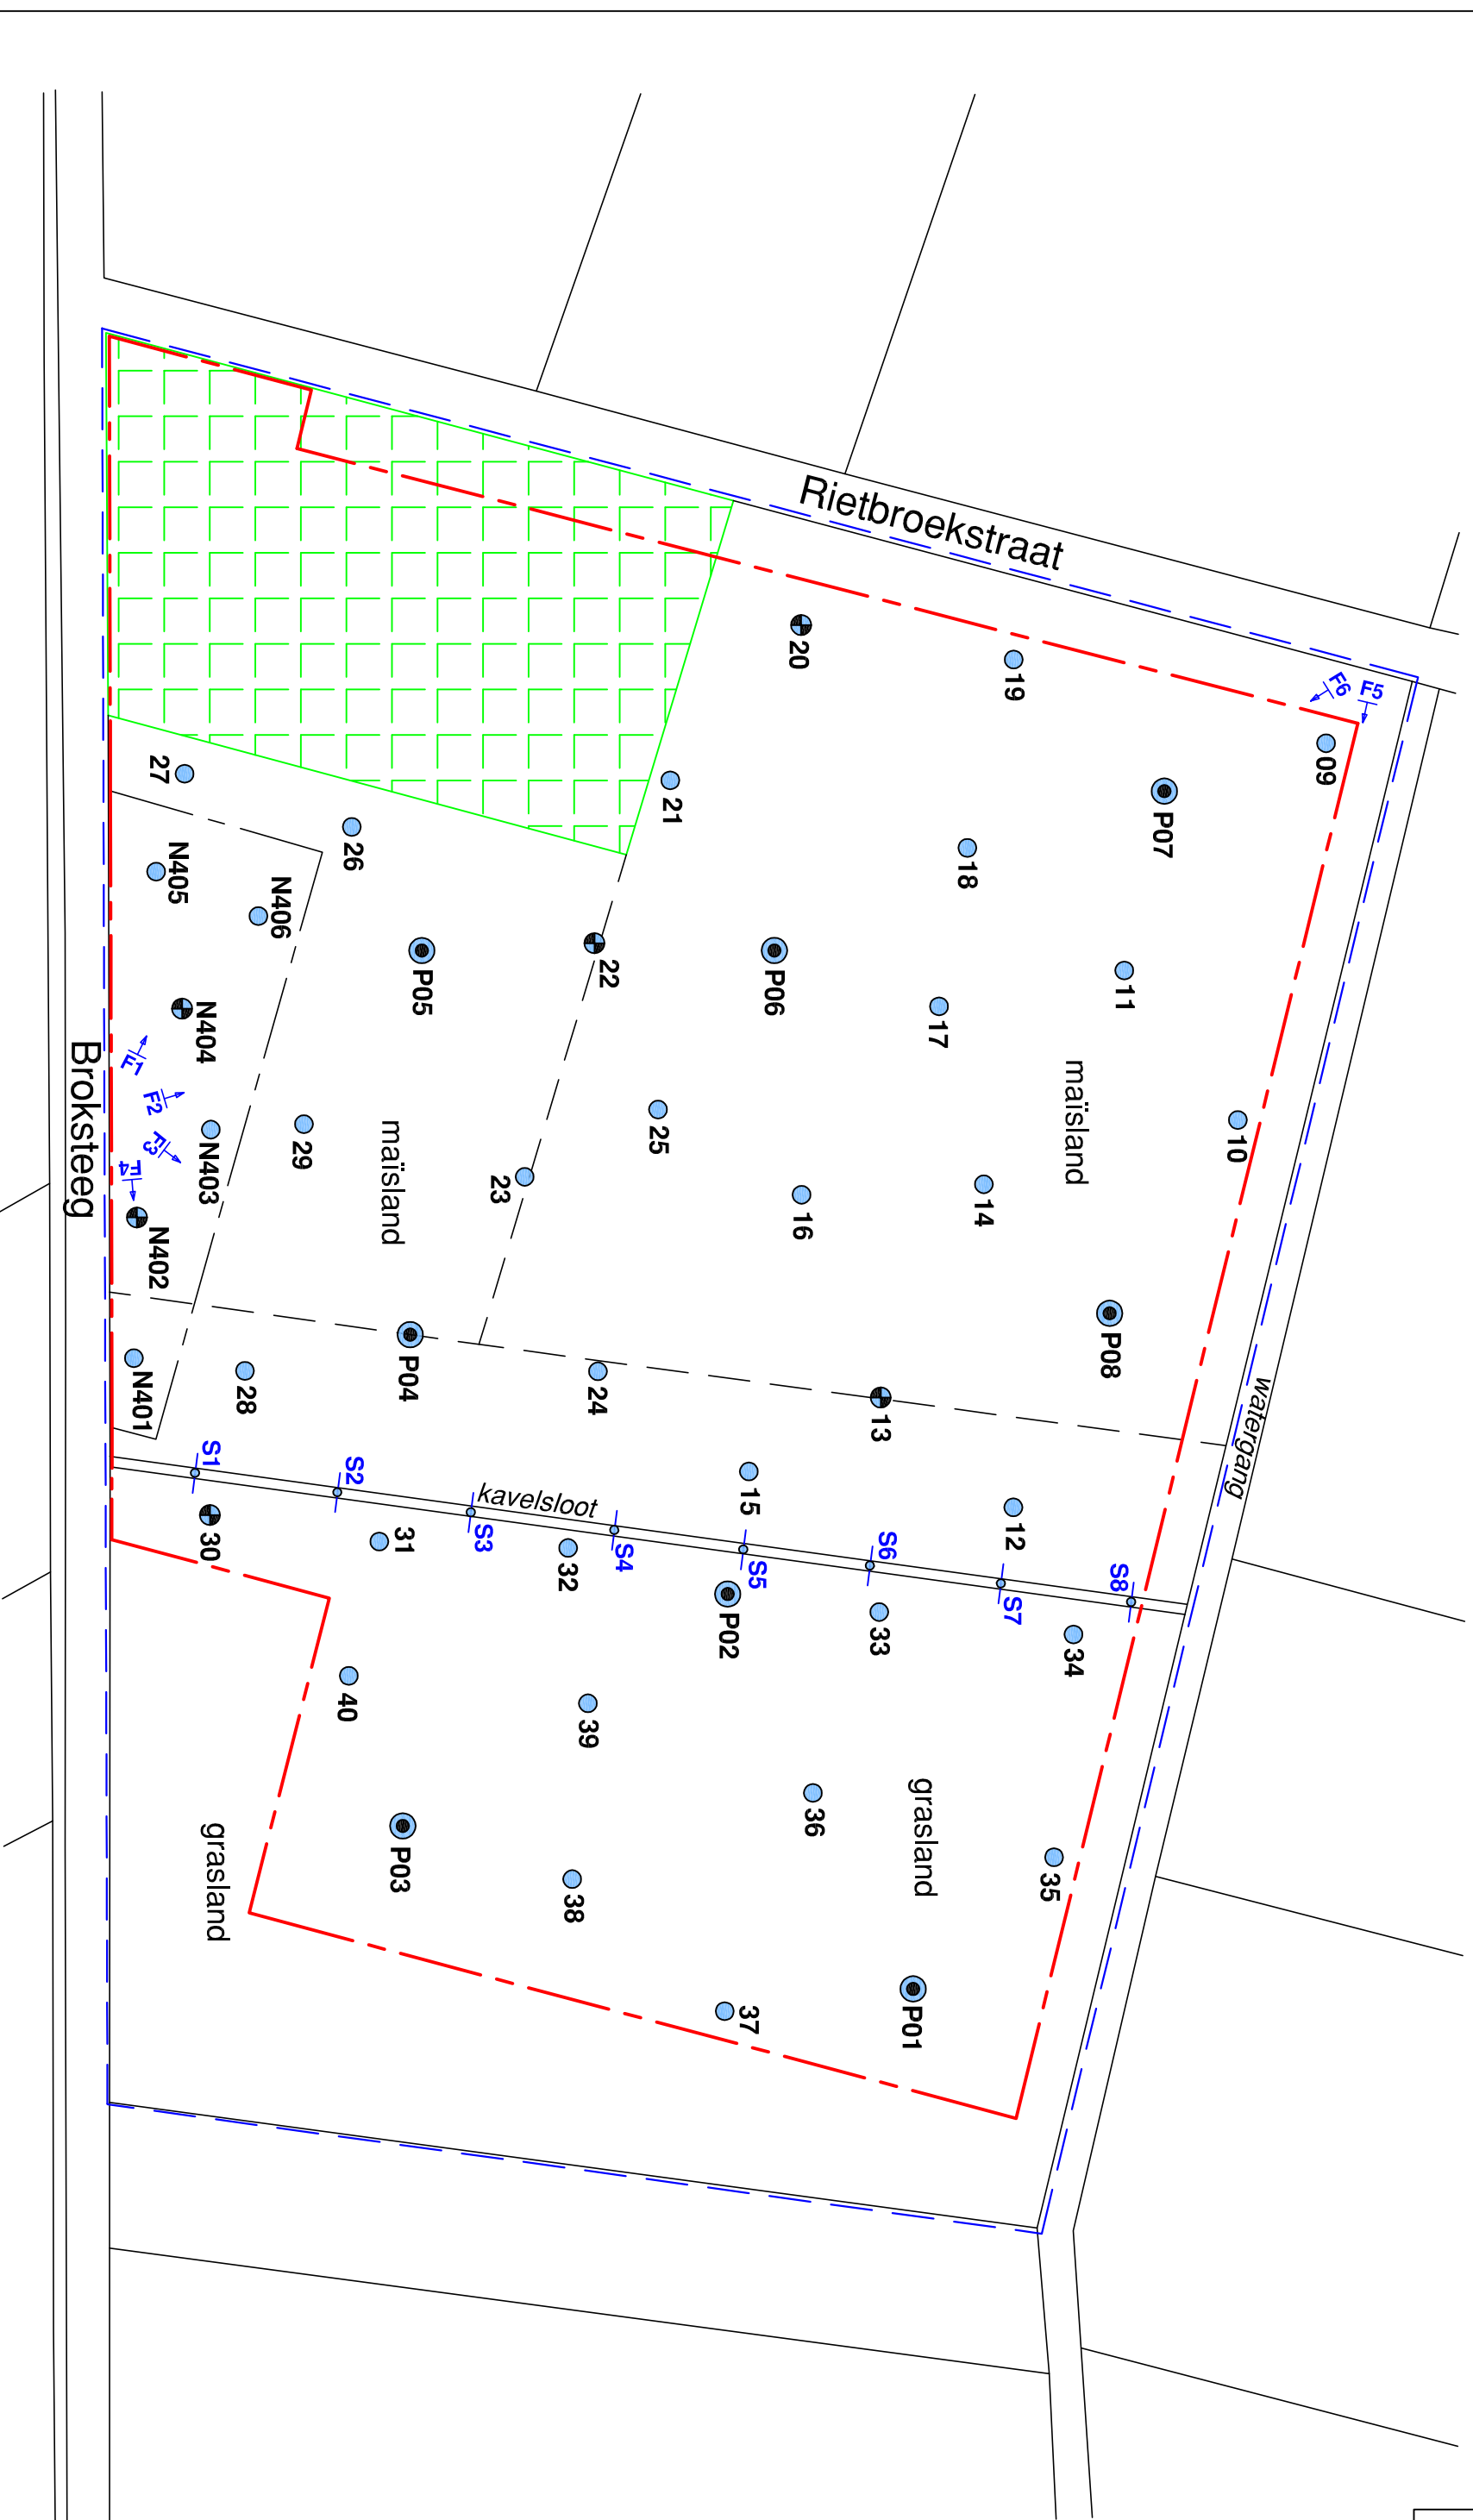 Rietbroekstraat
F6
F5
20
19
09
27
21
P07
26
18
N405
N406
P05
22
P06
17
11
N404
F1
F2
F3
F4
N403
29
maïsland
23
25
16
maïsland
14
10
Broksteeg
N402
P04
P08
N401
28
24
13
watergang
S1
S2
kavelsloot
15
12
30
31
S3
32
S4
S5
S6
S7
S8
P02
33
34
40
39
36
grasland
35
grasland
P03
38
37
P01